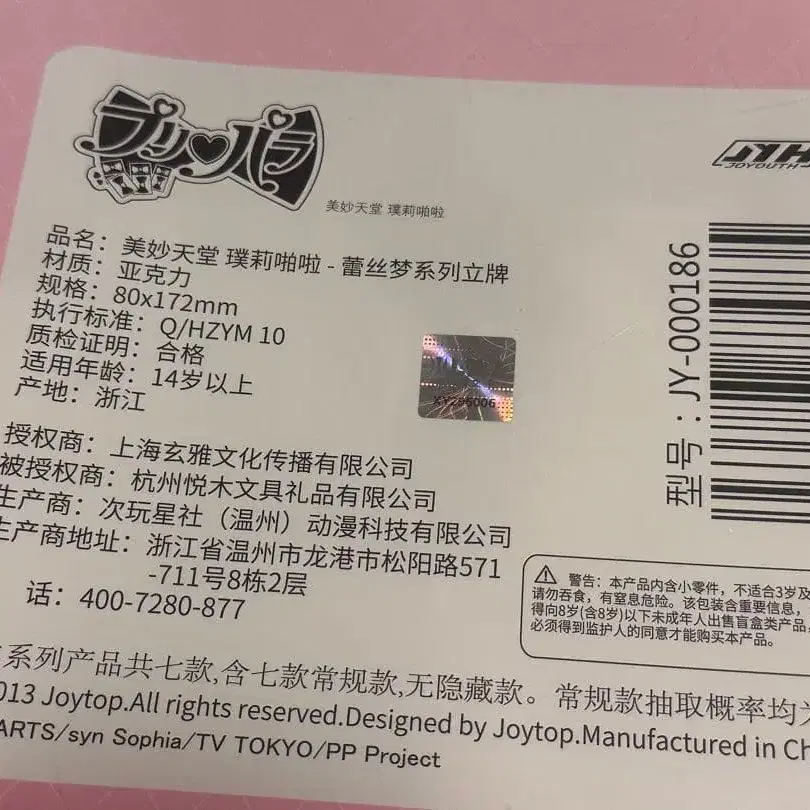 プリ♥パラ
美妙天堂 璞莉啪啦
JOYOUTH
品名：美妙天堂 璞莉啪啦 - 蕾丝梦系列立牌
材质：亚克力
规格：80x172mm
执行标准：Q/HZYM 10
质检证明：合格
适用年龄：14岁以上
产地：浙江
型号：JY-000186
授权商：上海玄雅文化传播有限公司
被授权商：杭州悦木文具礼品有限公司
生产商：次玩星社（温州）动漫科技有限公司
生产商地址：浙江省温州市龙港市松阳路571
-711号8栋2层
话：400-7280-877
警告：本产品内含小零件，不适合3岁及
请勿吞食，有窒息危险。该包装含重要信息，
得向8岁(含8岁)以下未成年人出售盲盒类产品，
必须得到监护人的同意才能购买本产品。
系列产品共七款,含七款常规款,无隐藏款。常规款抽取概率均为
013 Joytop.All rights reserved.Designed by Joytop.Manufactured in Ch
ARTS/syn Sophia/TV TOKYO/PP Project